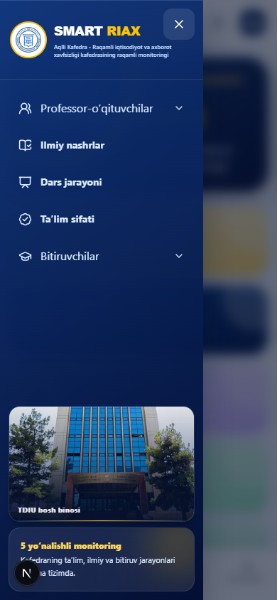 SMART RIAX
Aqlli Kafedra - Raqamli iqtisodiyot va axborot
xavfsizligi kafedrasining raqamli monitoringi
Professor-o‘qituvchilar
Ilmiy nashrlar
Dars jarayoni
Ta’lim sifati
Bitiruvchilar
TDIU bosh binosi
5 yo‘nalishli monitoring
Kafedraning ta’lim, ilmiy va bitiruv jarayonlari
tizimda.
N